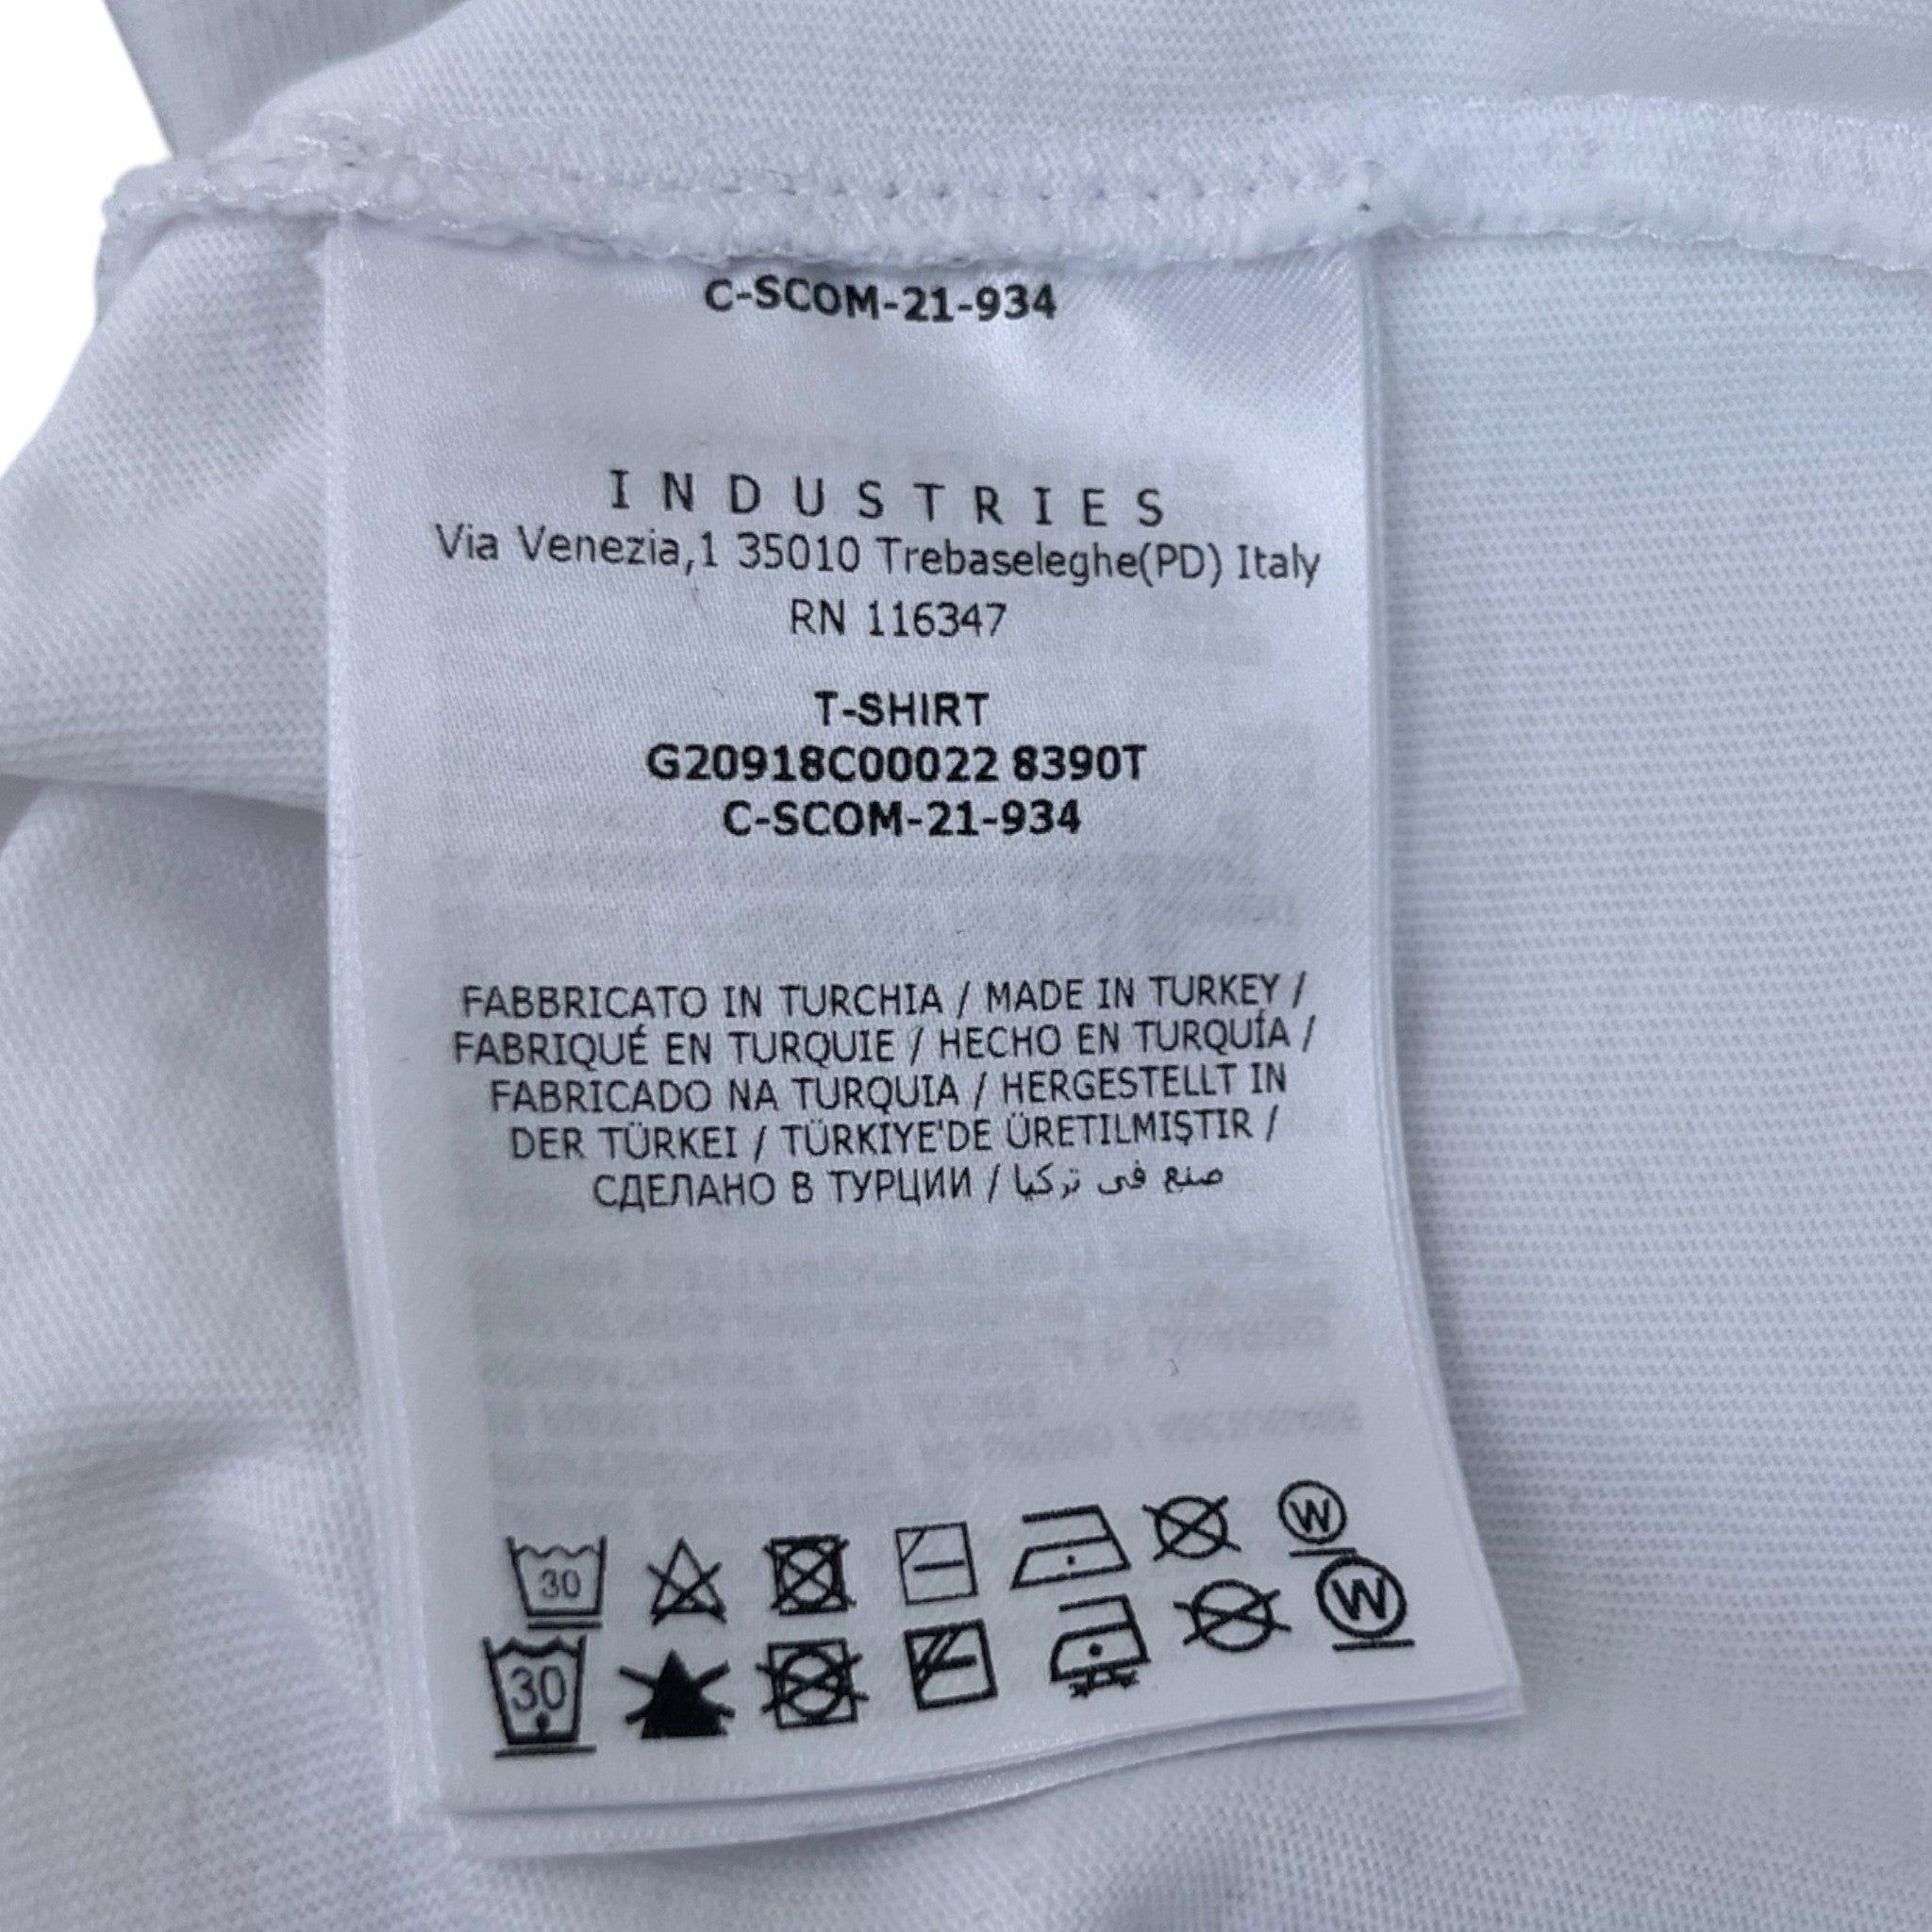 C-SCOM-21-934
INDUSTRIES
Via Venezia,1 35010 Trebaseleghe(PD) Italy
RN 116347
T-SHIRT
G20918C00022 8390T
C-SCOM-21-934
FABBRICATO IN TURCHIA / MADE IN TURKEY /
FABRIQUÉ EN TURQUIE / HECHO EN TURQUÍA /
FABRICADO NA TURQUIA / HERGESTELLT IN
DER TÜRKEI / TÜRKIYE'DE ÜRETILMIŞTIR /
СДЕЛАНО В ТУРЦИИ / صنع في تركيا
30 W
30 W